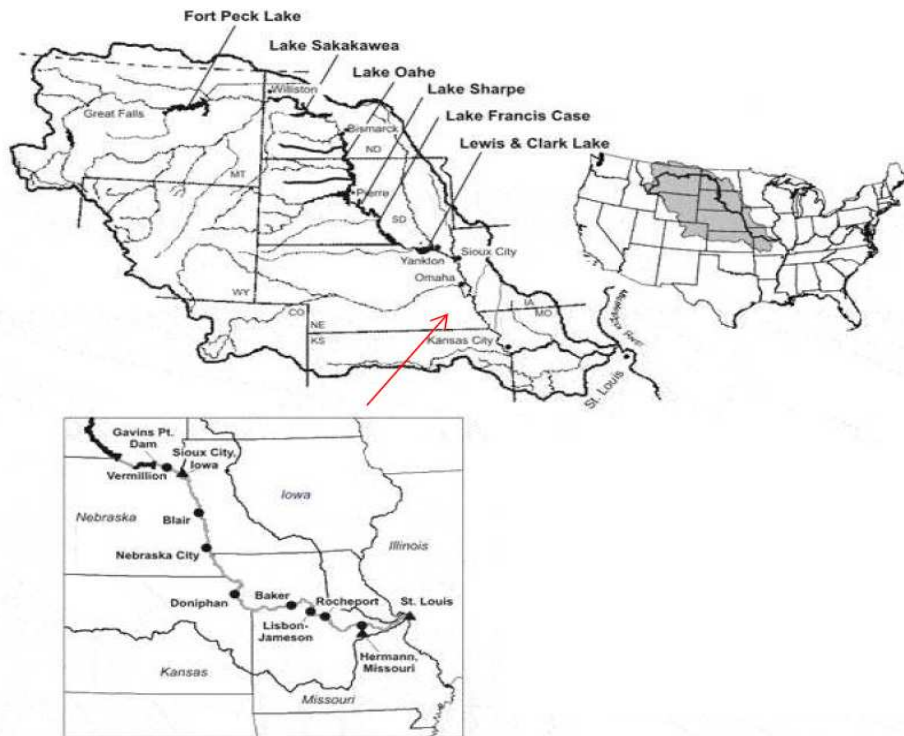 Fort Peck Lake
Lake Sakakawea
Lake Oahe
Lake Sharpe
Lake Francis Case
Lewis & Clark Lake
Williston
Great Falls
Bismarck
ND
MT
Pierre
SD
Yankton
Sioux City
Omaha
WY
IA
MO
CO
NE
KS
Kansas City
Mississippi River
St. Louis
Gavins Pt.
Dam
Sioux City,
Iowa
Vermillion
Iowa
Nebraska
Blair
Illinois
Nebraska City
Baker
Rocheport
St. Louis
Doniphan
Lisbon-
Jameson
Hermann,
Missouri
Kansas
Missouri